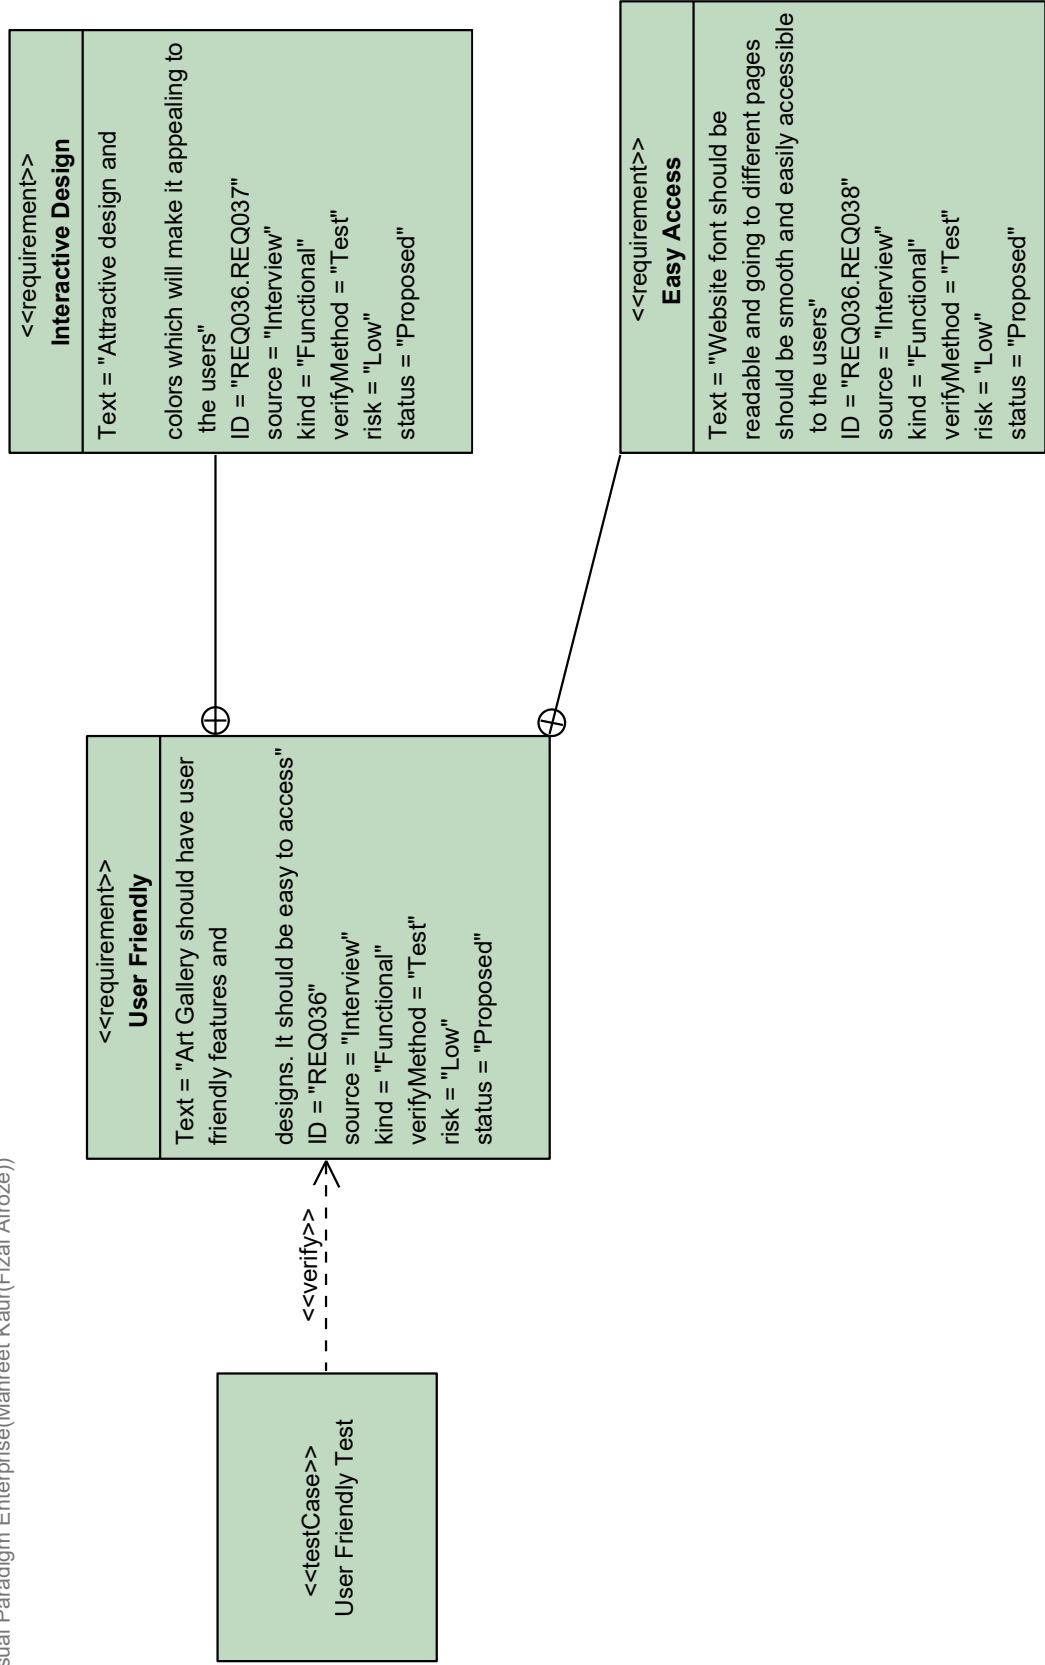 Paradigm
<<testCase>>
User Friendly Test
<<verify>>
<<requirement>>
User Friendly
Text = "Art Gallery should have user
friendly features and
designs. It should be easy to access"
ID = "REQ036"
source = "Interview"
kind = "Functional"
verifyMethod = "Test"
risk = "Low"
status = "Proposed"
<<requirement>>
Interactive Design
Text = "Attractive design and
colors which will make it appealing to
the users"
ID = "REQ036.REQ037"
source = "Interview"
kind = "Functional"
verifyMethod = "Test"
risk = "Low"
status = "Proposed"
<<requirement>>
Easy Access
Text = "Website font should be
readable and going to different pages
should be smooth and easily accessible
to the users"
ID = "REQ036.REQ038"
source = "Interview"
kind = "Functional"
verifyMethod = "Test"
risk = "Low"
status = "Proposed"